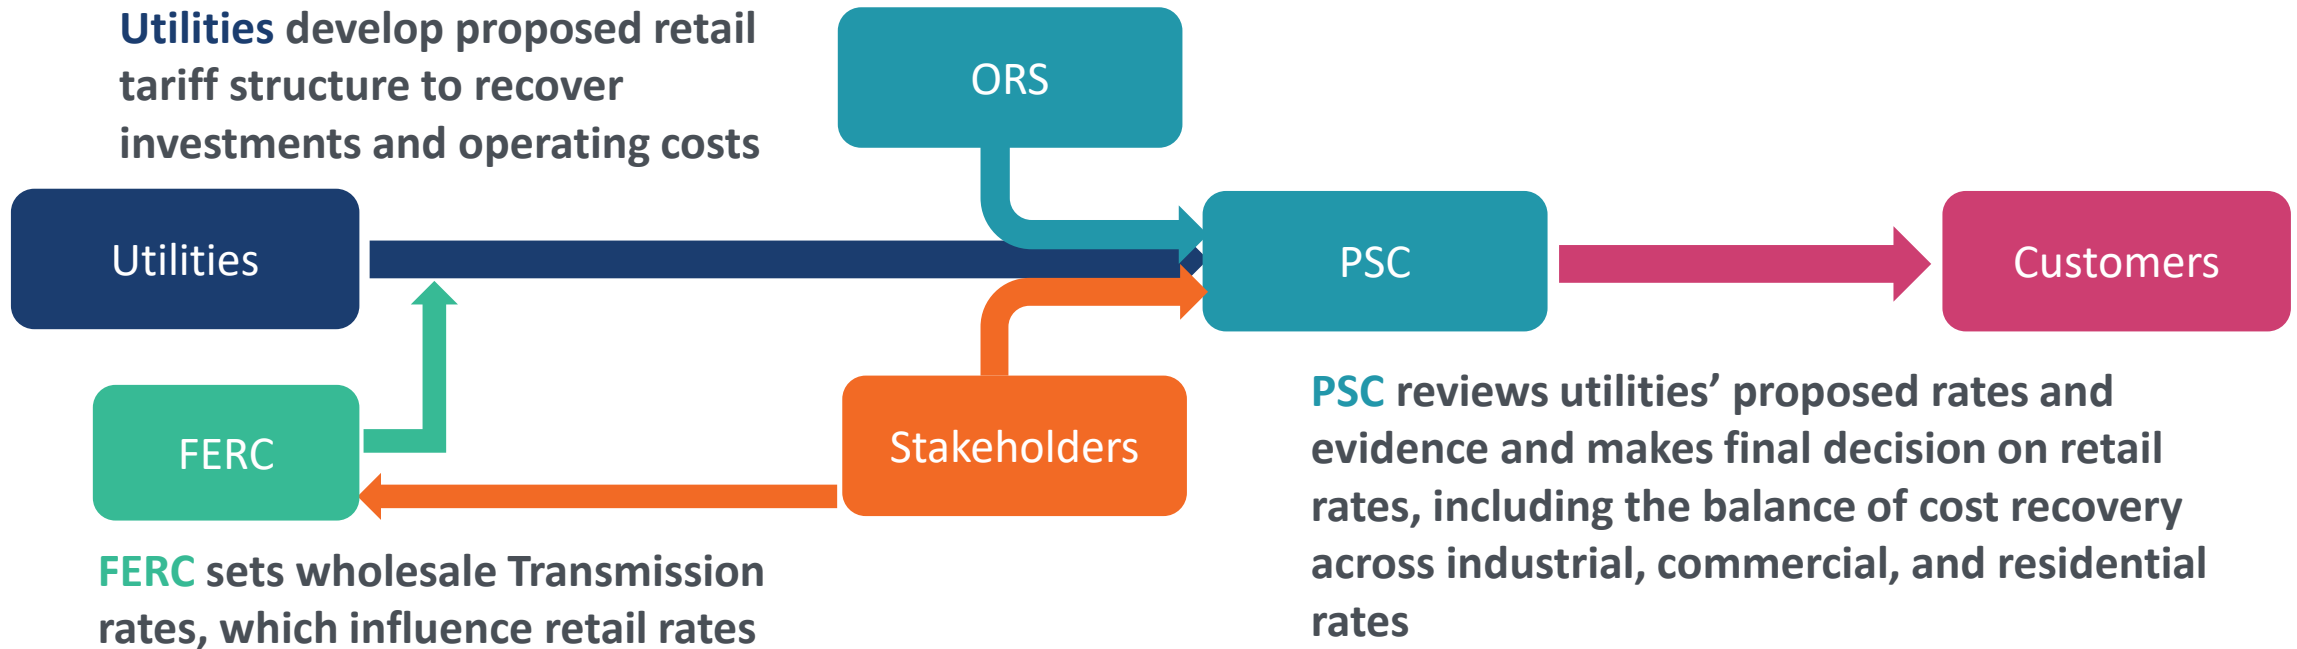 Utilities develop proposed retail
tariff structure to recover
investments and operating costs
ORS
Utilities
PSC
Customers
FERC
Stakeholders
FERC sets wholesale Transmission
rates, which influence retail rates
PSC reviews utilities’ proposed rates and
evidence and makes final decision on retail
rates, including the balance of cost recovery
across industrial, commercial, and residential
rates